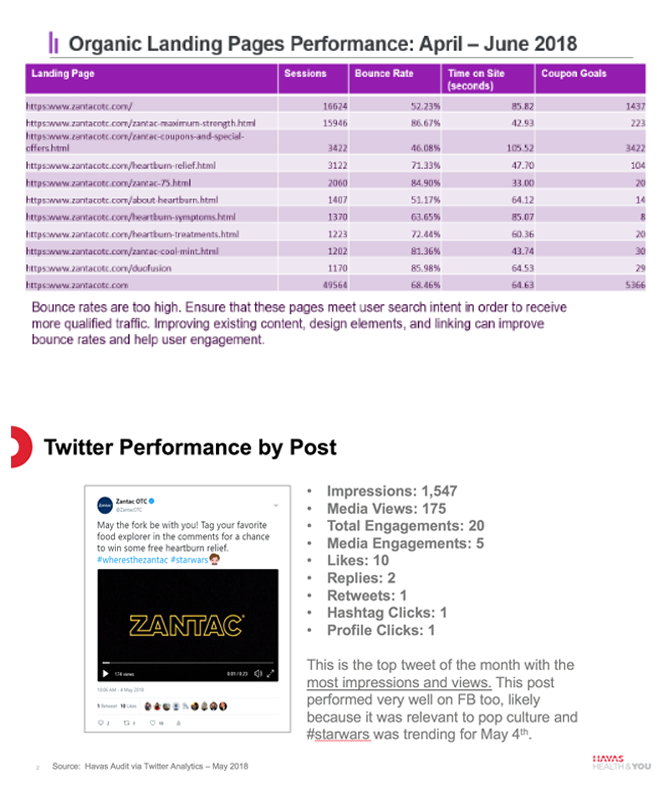 Organic Landing Pages Performance: April – June 2018
Landing Page Sessions Bounce Rate Time on Site (seconds) Coupon Goals
https:www.zantacotc.com/ 16624 52.23% 85.82 1437
https:www.zantacotc.com/zantac-maximum-strength.html 15946 86.67% 42.93 223
https:www.zantacotc.com/zantac-coupons-and-special-
offers.html 3422 46.08% 105.52 3422
https:www.zantacotc.com/heartburn-relief.html 3122 71.33% 47.70 104
https:www.zantacotc.com/zantac-75.html 2060 84.90% 33.00 20
https:www.zantacotc.com/about-heartburn.html 1407 51.17% 64.12 14
https:www.zantacotc.com/heartburn-symptoms.html 1370 63.65% 85.07 8
https:www.zantacotc.com/heartburn-treatments.html 1223 72.44% 60.36 20
https:www.zantacotc.com/zantac-cool-mint.html 1202 81.36% 43.74 30
https:www.zantacotc.com/duofusion 1170 85.98% 64.53 29
https:www.zantacotc.com 49564 68.46% 64.63 5366
Bounce rates are too high. Ensure that these pages meet user search intent in order to receive
more qualified traffic. Improving existing content, design elements, and linking can improve
bounce rates and help user engagement.
Twitter Performance by Post
Zantac OTC
@ZantacOTC
May the fork be with you! Tag your favorite
food explorer in the comments for a chance
to win some free heartburn relief.
#wheresthezantac #starwars
ZANTAC
174 views 0:01/0:23
10:06 AM - 4 May 2018
1 Retweet 10 Likes
2 1 10
• Impressions: 1,547
• Media Views: 175
• Total Engagements: 20
• Media Engagements: 5
• Likes: 10
• Replies: 2
• Retweets: 1
• Hashtag Clicks: 1
• Profile Clicks: 1
This is the top tweet of the month with the
most impressions and views. This post
performed very well on FB too, likely
because it was relevant to pop culture and
#starwars was trending for May 4th.
2 Source: Havas Audit via Twitter Analytics – May 2018
HAVAS
HEALTH & YOU